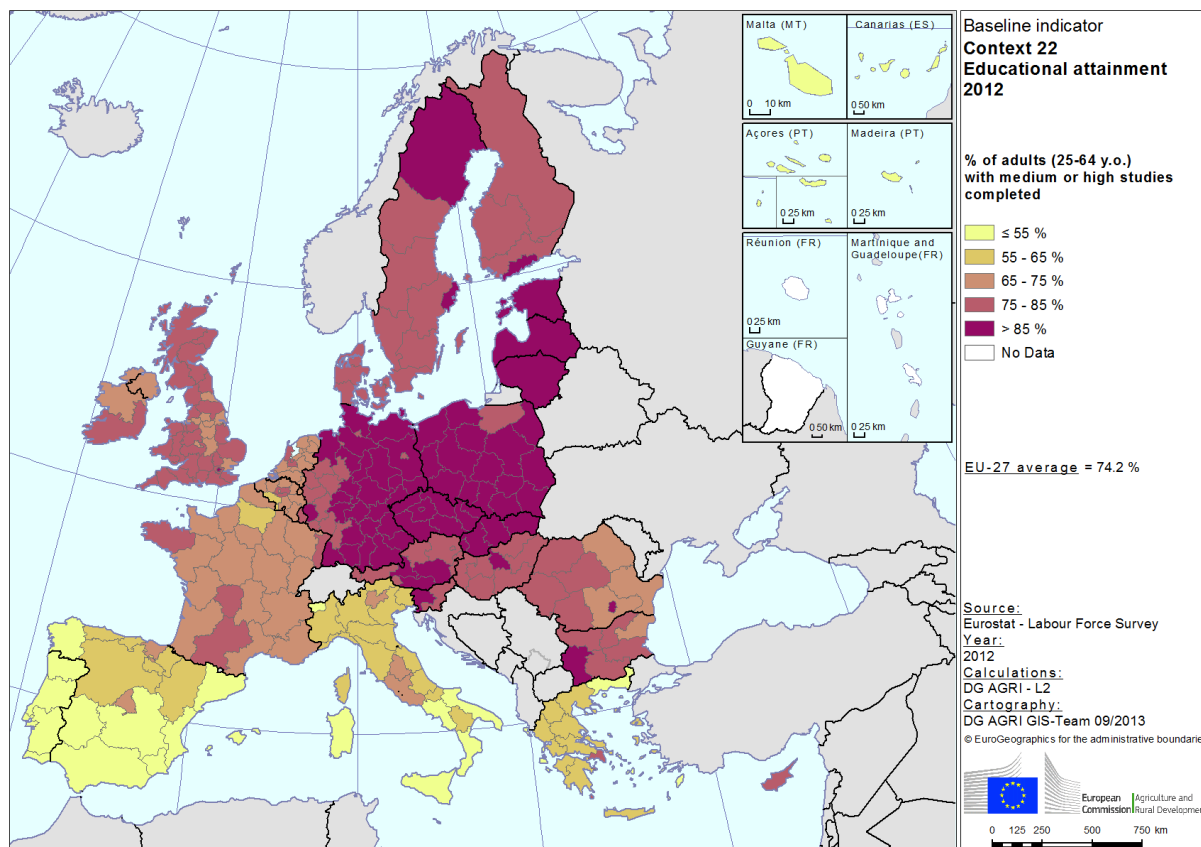 Malta (MT)
0 10 km
Canarias (ES)
0 50 km
Açores (PT)
0 25 km
Madeira (PT)
0 25 km
Réunion (FR)
0 25 km
Martinique and
Guadeloupe(FR)
0 25 km
Guyane (FR)
0 50 km
Baseline indicator
Context 22
Educational attainment
2012
% of adults (25-64 y.o.)
with medium or high studies
completed
≤ 55 %
55 - 65 %
65 - 75 %
75 - 85 %
> 85 %
No Data
EU-27 average = 74.2 %
Source:
Eurostat - Labour Force Survey
Year:
2012
Calculations:
DG AGRI - L2
Cartography:
DG AGRI GIS-Team 09/2013
© EuroGeographics for the administrative boundarie
European
Commission
Agriculture and
Rural Developmen
0 125 250 500 750 km